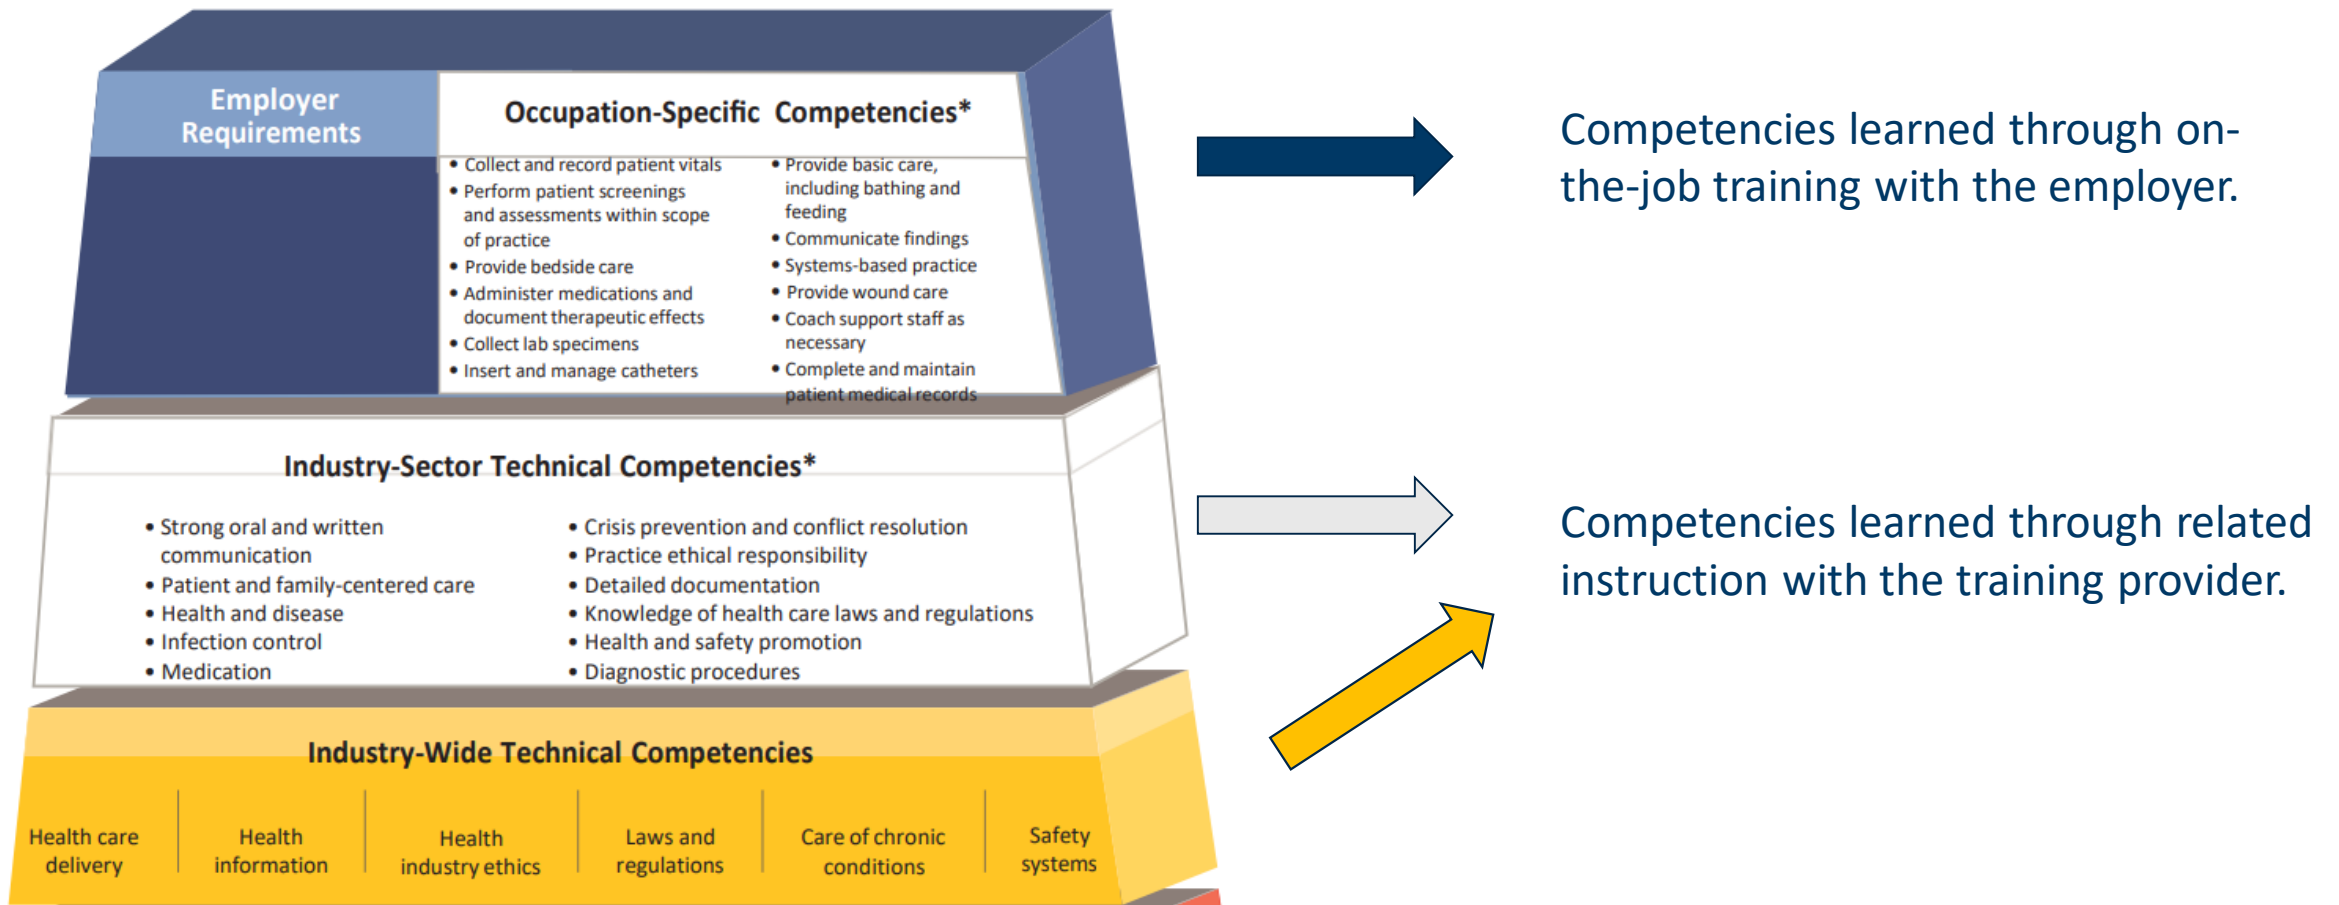 Employer
Requirements
Occupation-Specific Competencies*
• Collect and record patient vitals
• Perform patient screenings
and assessments within scope
of practice
• Provide bedside care
• Administer medications and
document therapeutic effects
• Collect lab specimens
• Insert and manage catheters
• Provide basic care,
including bathing and
feeding
• Communicate findings
• Systems-based practice
• Provide wound care
• Coach support staff as
necessary
• Complete and maintain
patient medical records
Competencies learned through on-
the-job training with the employer.
Industry-Sector Technical Competencies*
• Strong oral and written
communication
• Patient and family-centered care
• Health and disease
• Infection control
• Medication
• Crisis prevention and conflict resolution
• Practice ethical responsibility
• Detailed documentation
• Knowledge of health care laws and regulations
• Health and safety promotion
• Diagnostic procedures
Competencies learned through related
instruction with the training provider.
Industry-Wide Technical Competencies
Health care
delivery
Health
information
Health
industry ethics
Laws and
regulations
Care of chronic
conditions
Safety
systems